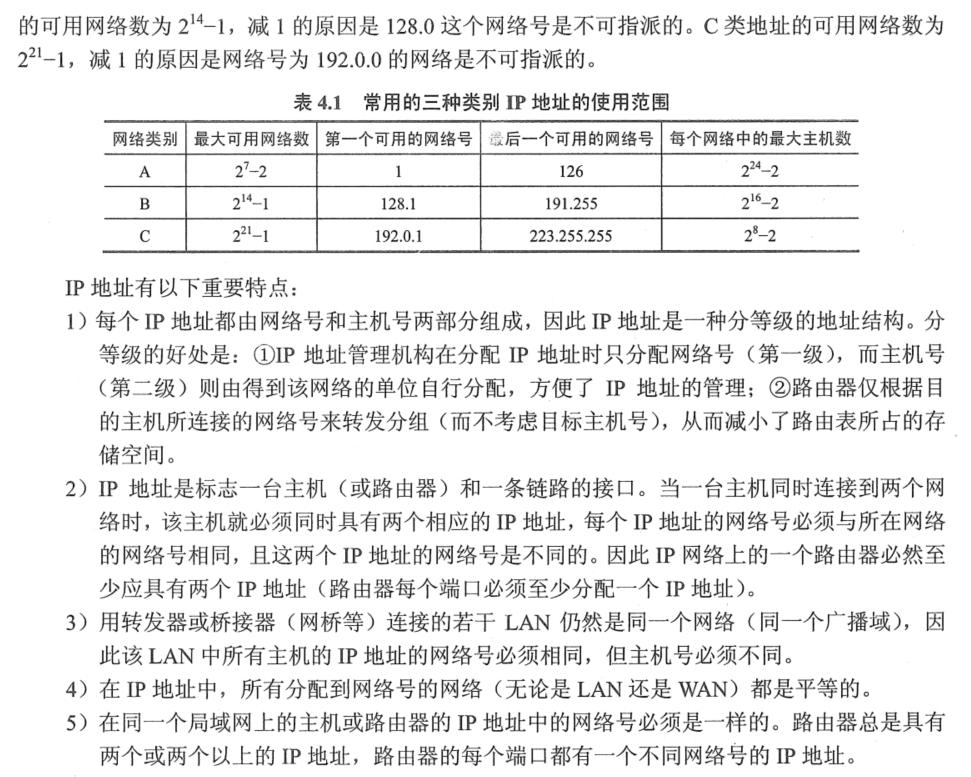 的可用网络数为 2¹⁴−1，减 1 的原因是 128.0 这个网络号是不可指派的。C 类地址的可用网络数为
2²¹−1，减 1 的原因是网络号为 192.0.0 的网络是不可指派的。
表 4.1 常用的三种类别 IP 地址的使用范围
网络类别 最大可用网络数 第一个可用的网络号 最后一个可用的网络号 每个网络中的最大主机数
A 2⁷−2 1 126 2²⁴−2
B 2¹⁴−1 128.1 191.255 2¹⁶−2
C 2²¹−1 192.0.1 223.255.255 2⁸−2
IP 地址有以下重要特点：
1）每个 IP 地址都由网络号和主机号两部分组成，因此 IP 地址是一种分等级的地址结构。分
等级的好处是：①IP 地址管理机构在分配 IP 地址时只分配网络号（第一级），而主机号
（第二级）则由得到该网络的单位自行分配，方便了 IP 地址的管理；②路由器仅根据目
的主机所连接的网络号来转发分组（而不考虑目标主机号），从而减小了路由表所占的存
储空间。
2）IP 地址是标志一台主机（或路由器）和一条链路的接口。当一台主机同时连接到两个网
络时，该主机就必须同时具有两个相应的 IP 地址，每个 IP 地址的网络号必须与所在网络
的网络号相同，且这两个 IP 地址的网络号是不同的。因此 IP 网络上的一个路由器必然至
少应具有两个 IP 地址（路由器每个端口必须至少分配一个 IP 地址）。
3）用转发器或桥接器（网桥等）连接的若干 LAN 仍然是同一个网络（同一个广播域），因
此该 LAN 中所有主机的 IP 地址的网络号必须相同，但主机号必须不同。
4）在 IP 地址中，所有分配到网络号的网络（无论是 LAN 还是 WAN）都是平等的。
5）在同一个局域网上的主机或路由器的 IP 地址中的网络号必须是一样的。路由器总是具有
两个或两个以上的 IP 地址，路由器的每个端口都有一个不同网络号的 IP 地址。